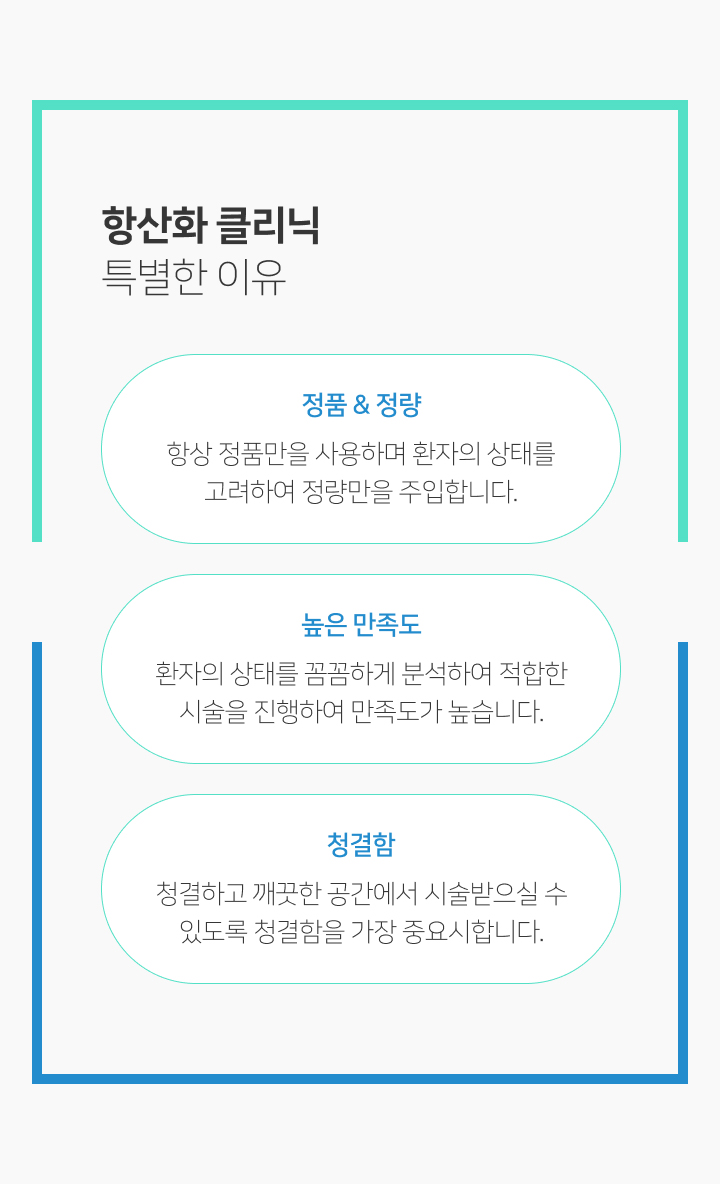 항산화 클리닉
특별한 이유
정품 & 정량
항상 정품만을 사용하며 환자의 상태를
고려하여 정량만을 주입합니다.
높은 만족도
환자의 상태를 꼼꼼하게 분석하여 적합한
시술을 진행하여 만족도가 높습니다.
청결함
청결하고 깨끗한 공간에서 시술받으실 수
있도록 청결함을 가장 중요시합니다.